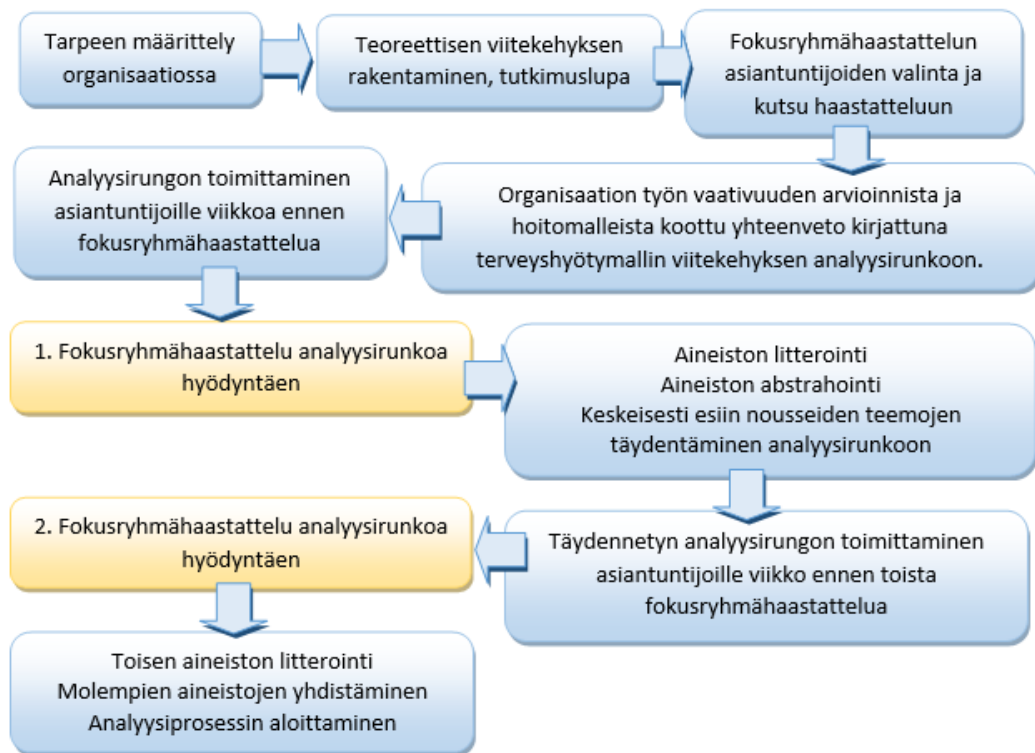 Tarpeen määrittely
organisaatiossa
Teoreettisen viitekehyksen
rakentaminen, tutkimuslupa
Fokusryhmähaastattelun
asiantuntijoiden valinta ja
kutsu haastatteluun
Organisaation työn vaativuuden arvioinnista ja
hoitomalleista koottu yhteenveto kirjattuna
terveyshyötymallin viitekehyksen analyysirunkoon.
Analyysirungon toimittaminen
asiantuntijoille viikkoa ennen
fokusryhmähaastattelua
1. Fokusryhmähaastattelu analyysirunkoa
hyödyntäen
Aineiston litterointi
Aineiston abstrahointi
Keskeisesti esiin nousseiden teemojen
täydentäminen analyysirunkoon
Täydennetyn analyysirungon toimittaminen
asiantuntijoille viikko ennen toista
fokusryhmähaastattelua
2. Fokusryhmähaastattelu analyysirunkoa
hyödyntäen
Toisen aineiston litterointi
Molempien aineistojen yhdistäminen
Analyysiprosessin aloittaminen